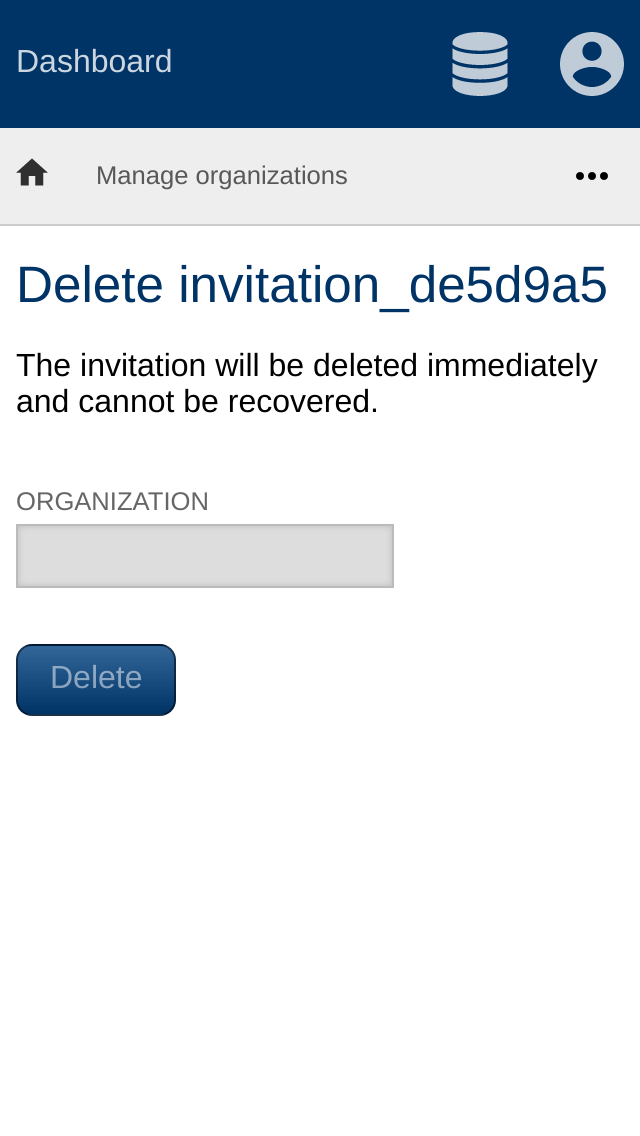 Dashboard
Manage organizations
Delete invitation_de5d9a5
The invitation will be deleted immediately
and cannot be recovered.
ORGANIZATION
Delete